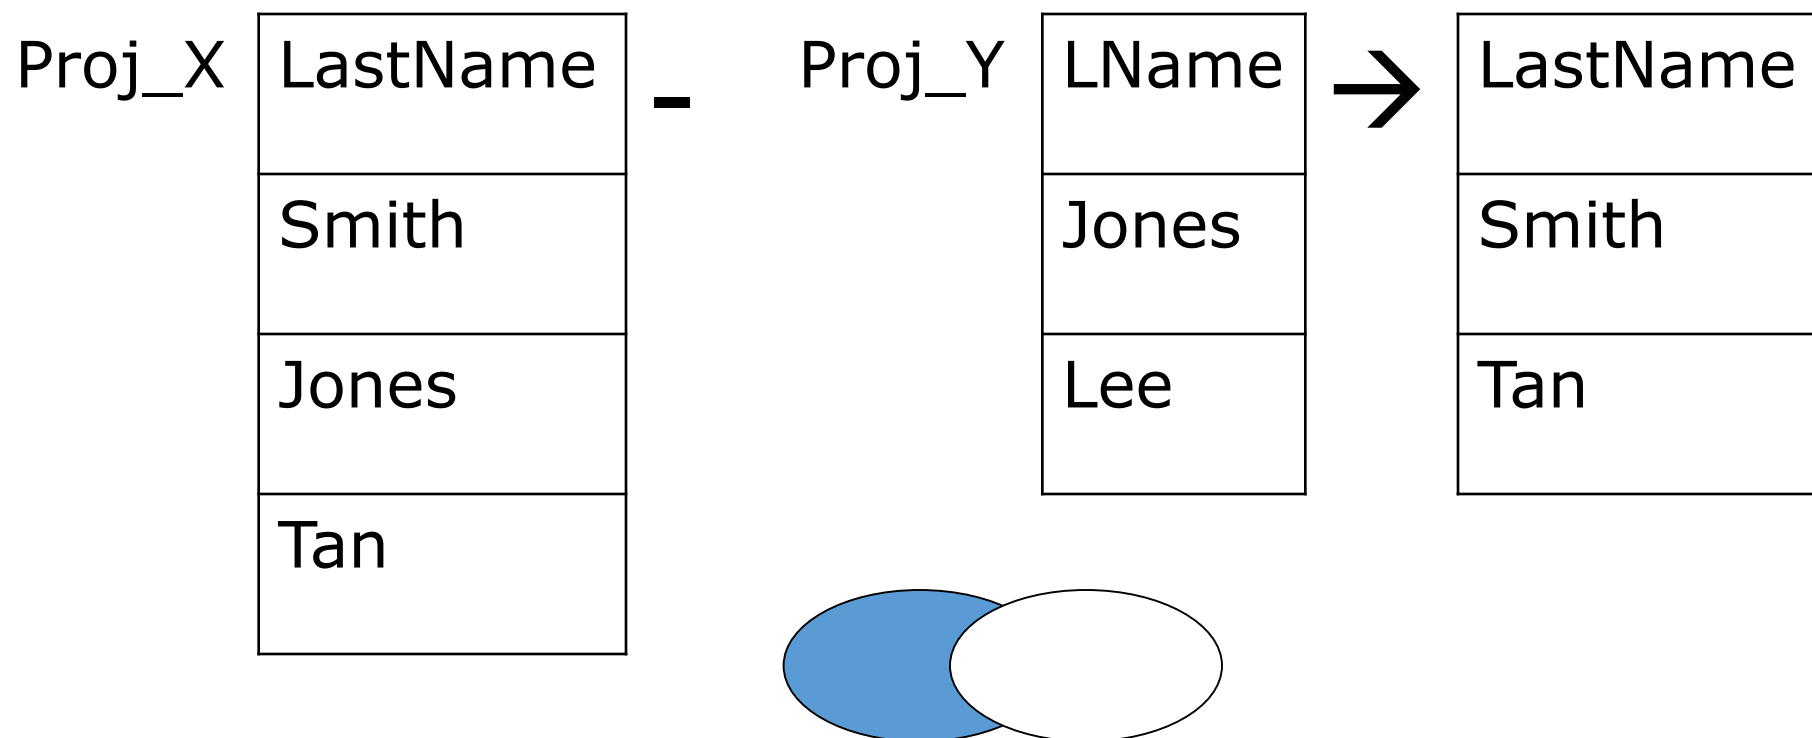 Proj_X LastName - Proj_Y LName → LastName
Smith Jones Smith
Jones Lee Tan
Tan